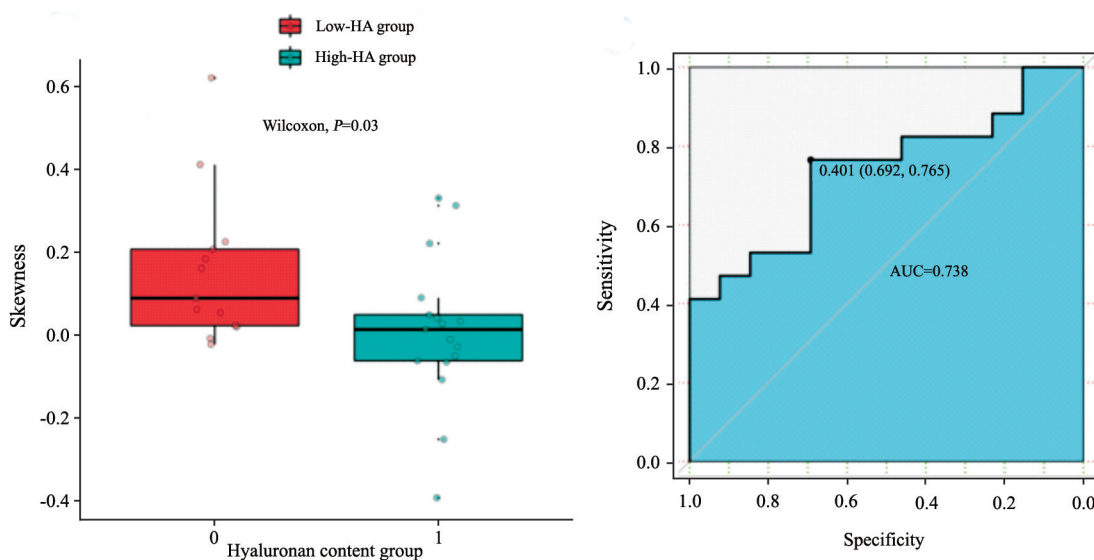 Low-HA group
High-HA group
Wilcoxon, P=0.03
Skewness
0.6
0.4
0.2
0.0
-0.2
-0.4
0 1
Hyaluronan content group
Sensitivity
1.0
0.8
0.6
0.4
0.2
0.0
0.401 (0.692, 0.765)
AUC=0.738
1.0 0.8 0.6 0.4 0.2 0.0
Specificity